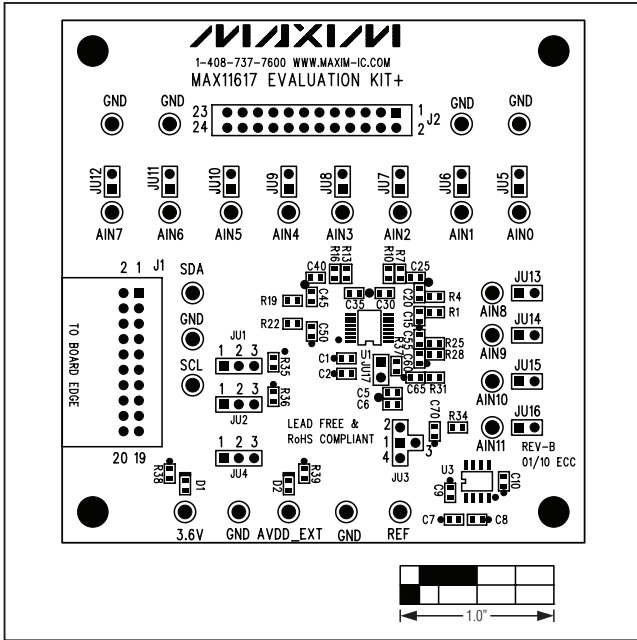 MAXIM
1-408-737-7600 WWW.MAXIM-IC.COM
MAX11617 EVALUATION KIT+
GND GND GND GND
23 1
24 2
J2
JU12 JU11 JU10 JU9 JU8 JU7 JU6 JU5
AIN7 AIN6 AIN5 AIN4 AIN3 AIN2 AIN1 AIN0
2 1 J1
TO BOARD EDGE
20 19
SDA
GND
SCL
R16 R13 R10 R7
C40 C25
R19 C45 C35 C30 C20 R4
R1
R22 C50 C15
C55 R25
R28
C1 U1 R37 C60
C2 JU17
C65 R31
C5
C6
JU1
1 2 3
R35
1 2 3
R36
JU2
1 2 3
JU4
LEAD FREE &
RoHS COMPLIANT
2
1
3
4
JU3
C70 R34
AIN8 JU13
AIN9 JU14
AIN10 JU15
AIN11 JU16
REV-B
01/10 ECC
U3
C9 C10
C7 C8
R38 D1 D2 R39
3.6V GND AVDD_EXT GND REF
1.0"